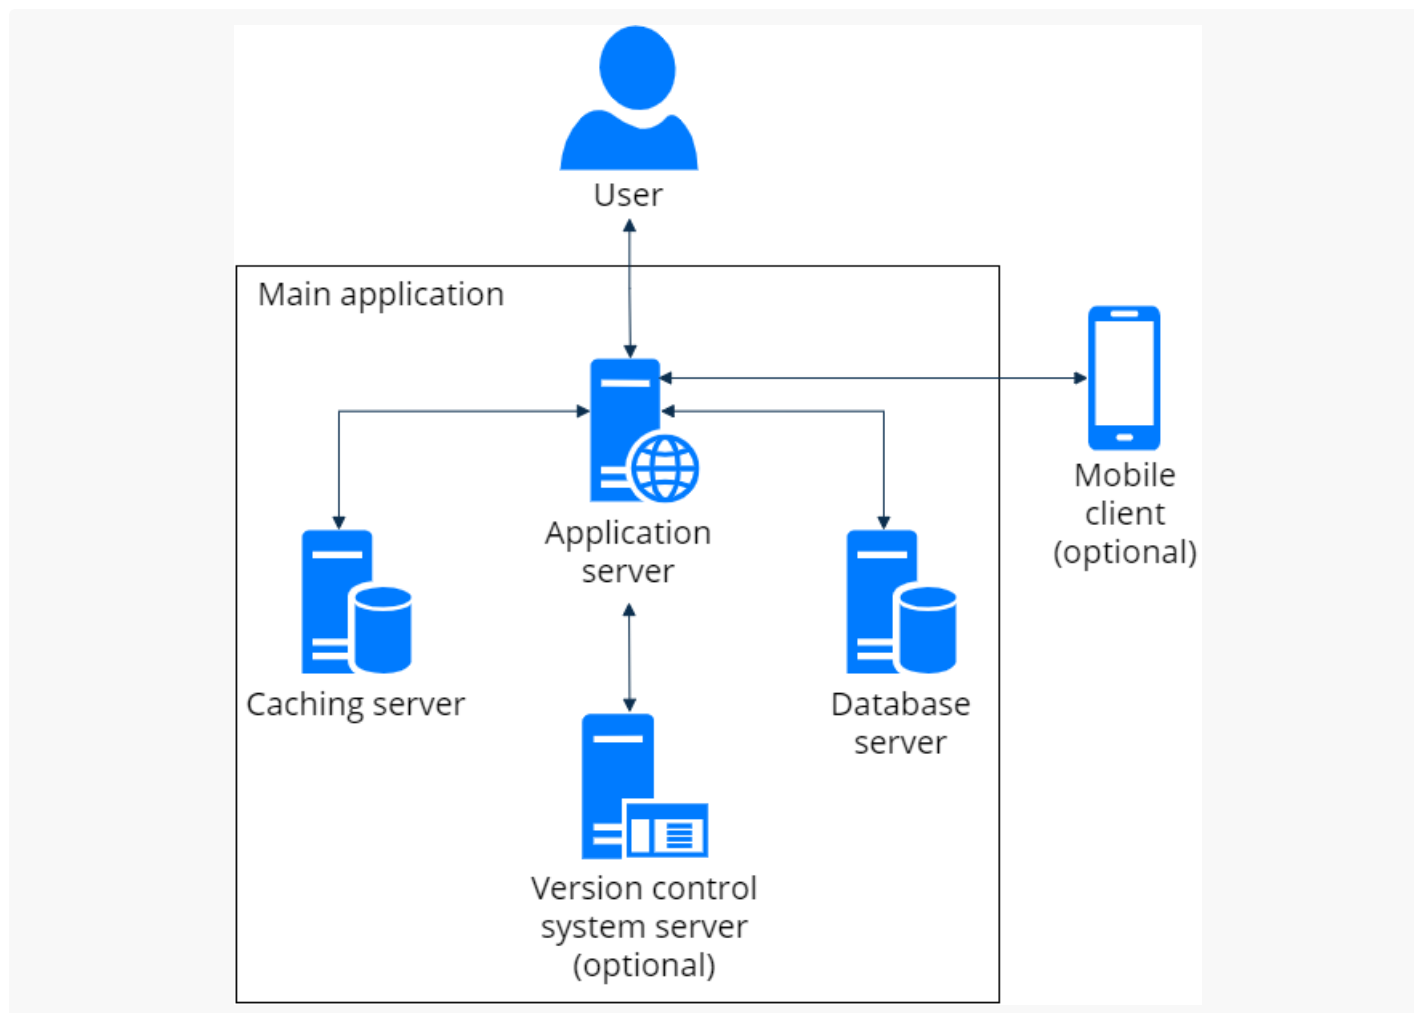 User
Main application
Mobile
client
(optional)
Application
server
Caching server
Database
server
Version control
system server
(optional)